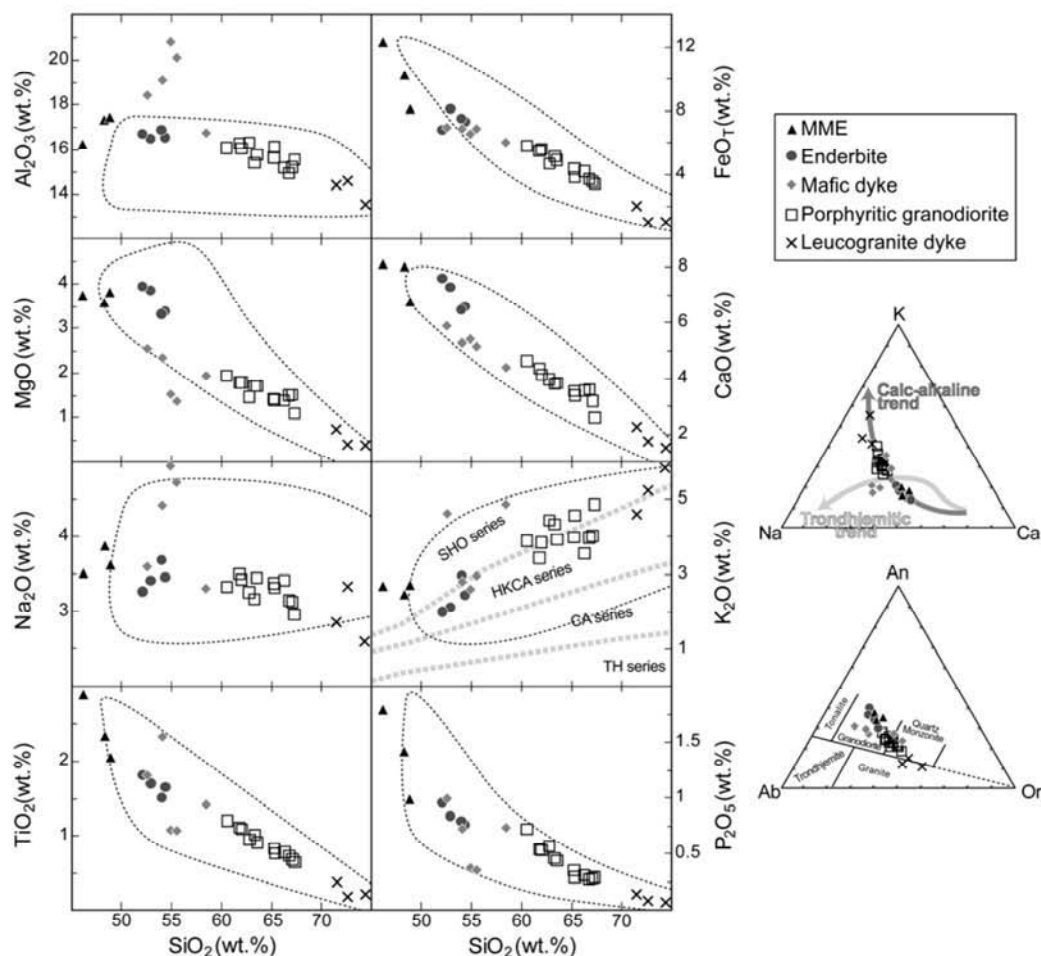 Al₂O₃(wt.%)
20
18
16
14
12
8
4
FeOT(wt.%)
MME
Enderbite
Mafic dyke
Porphyritic granodiorite
Leucogranite dyke
MgO(wt.%)
4
3
2
1
8
6
4
2
CaO(wt.%)
K
Calc-alkaline
trend
Trondhjemitic
trend
Na
Ca
Na₂O(wt.%)
4
3
SHO series
HKCA series
CA series
TH series
5
3
1
K₂O(wt.%)
An
Tonalite
Granodiorite
Quartz
Monzonite
Trondhjemite
Granite
Ab
Or
TiO₂(wt.%)
2
1
1.5
1
0.5
P₂O₅(wt.%)
50 55 60 65 70
50 55 60 65 70
SiO₂(wt.%)
SiO₂(wt.%)